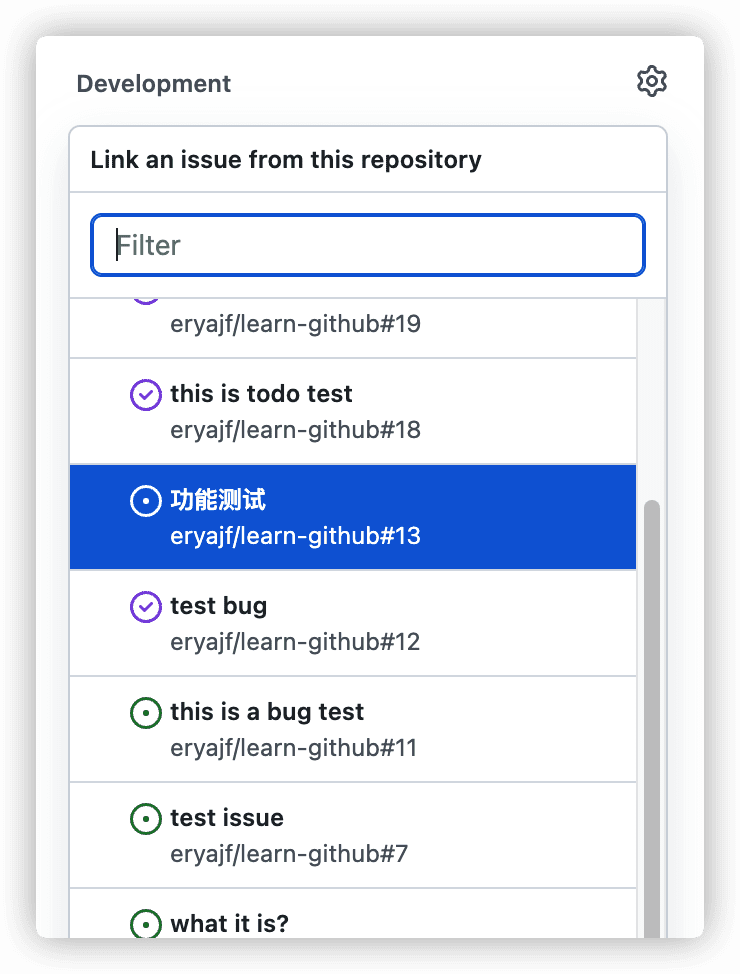 Development
Link an issue from this repository
Filter
eryajf/learn-github#19
this is todo test
eryajf/learn-github#18
功能测试
eryajf/learn-github#13
test bug
eryajf/learn-github#12
this is a bug test
eryajf/learn-github#11
test issue
eryajf/learn-github#7
what it is?